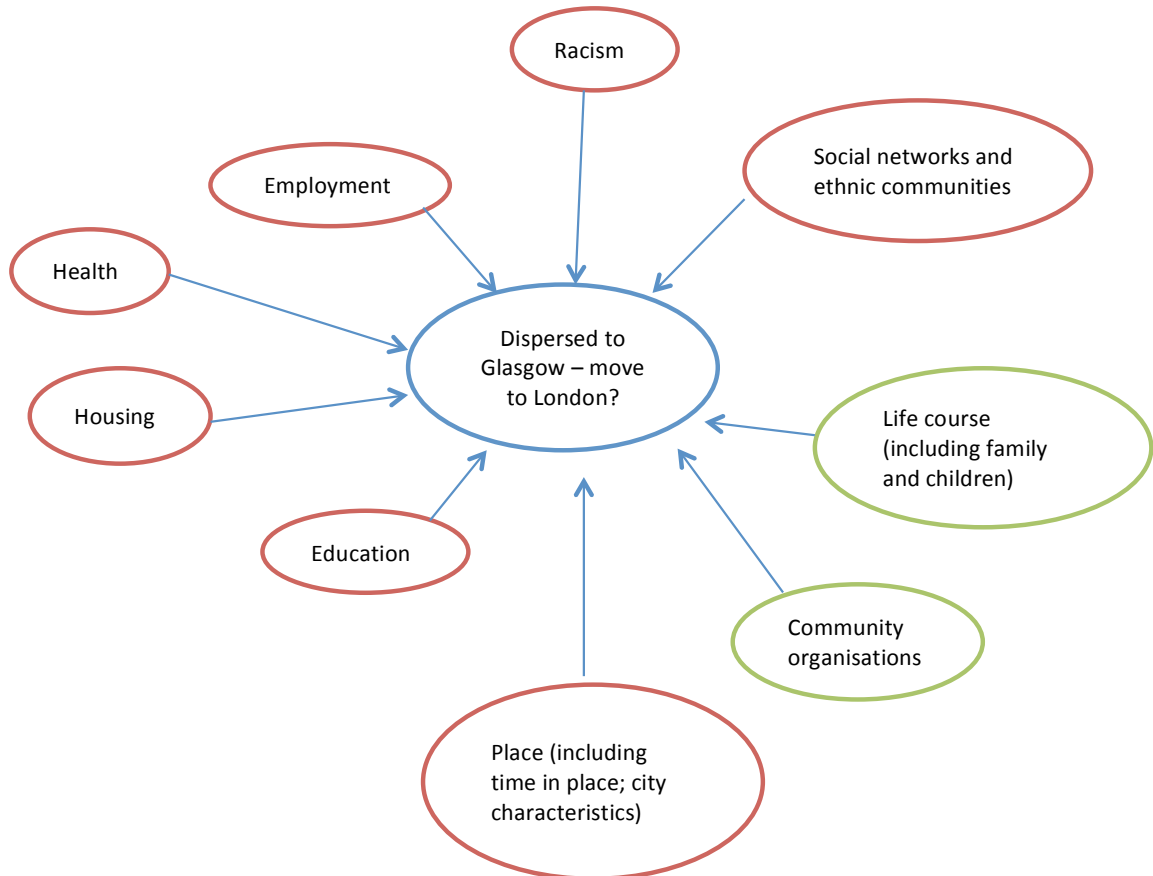 Racism
Social networks and
ethnic communities
Employment
Health
Dispersed to
Glasgow – move
to London?
Housing
Life course
(including family
and children)
Education
Community
organisations
Place (including
time in place; city
characteristics)